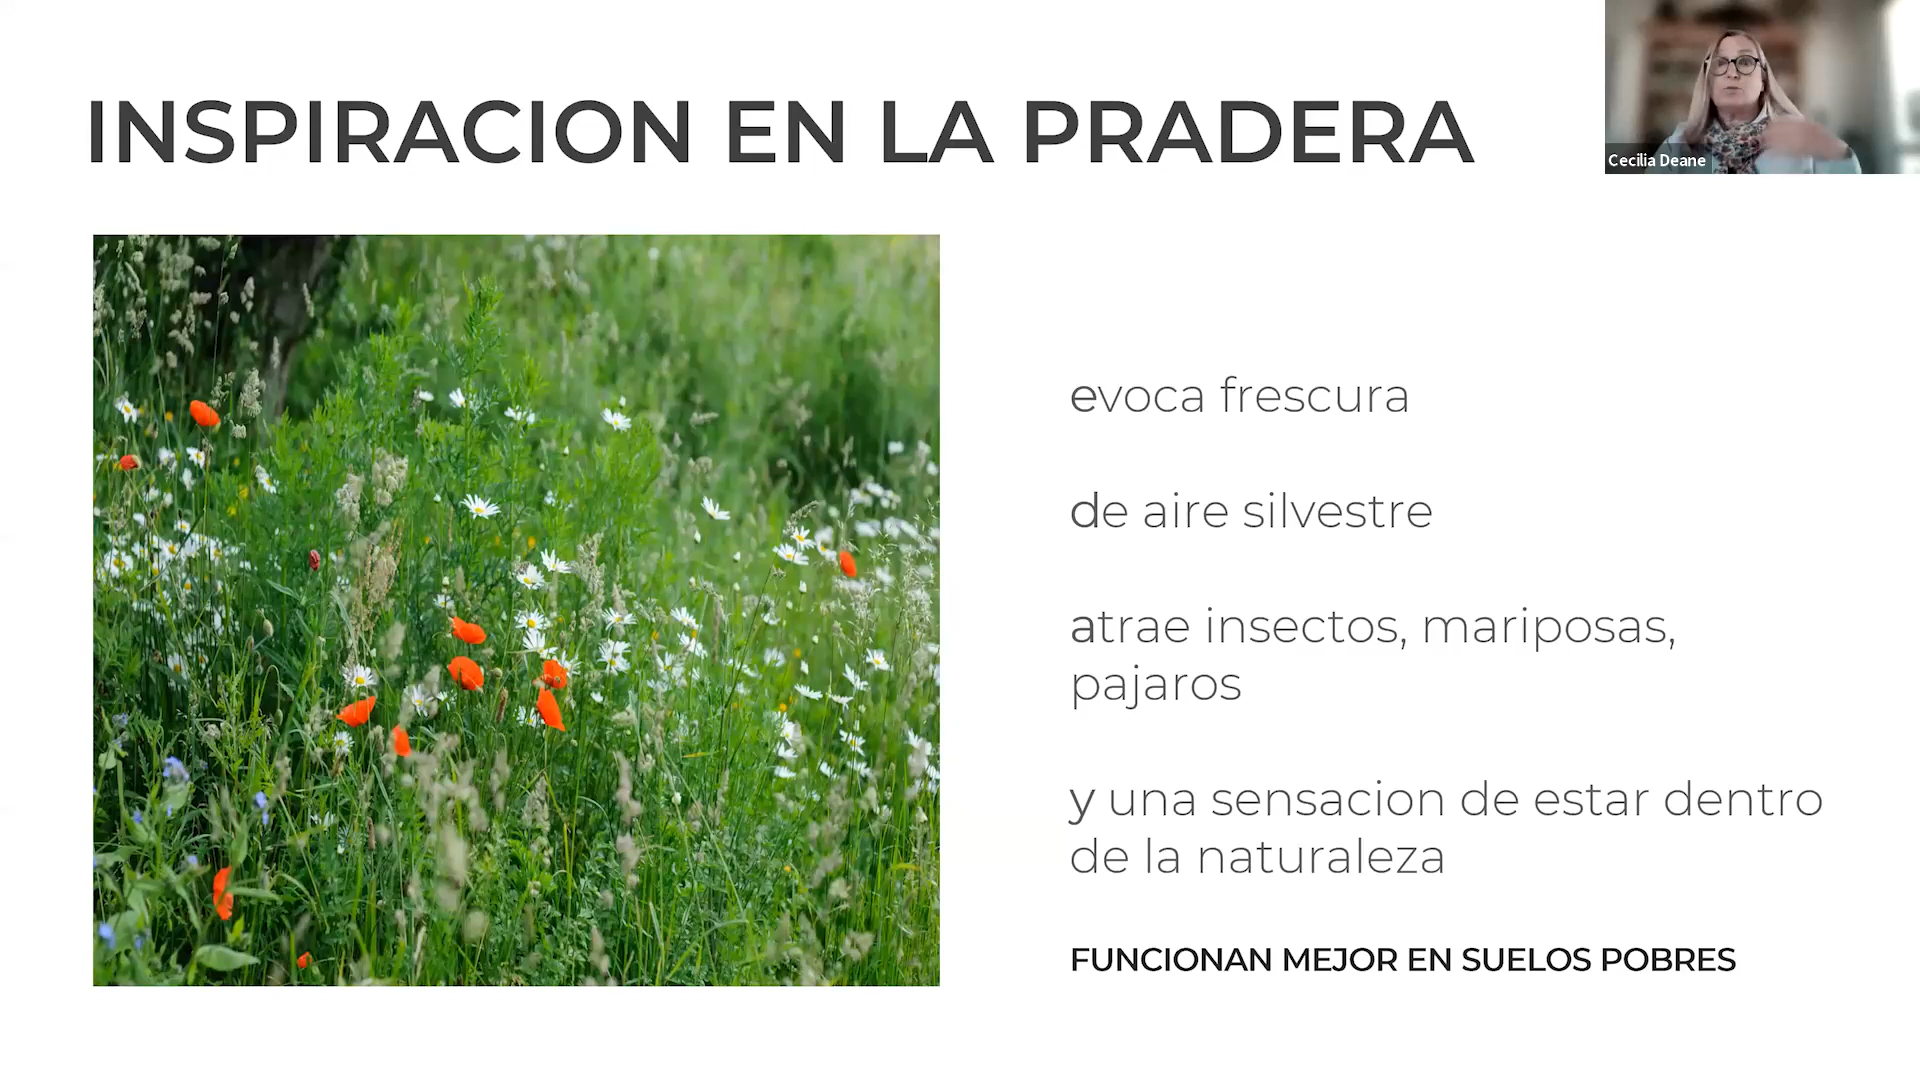 INSPIRACION EN LA PRADERA
Cecilia Deane
evoca frescura
de aire silvestre
atrae insectos, mariposas,
pajaros
y una sensacion de estar dentro
de la naturaleza
FUNCIONAN MEJOR EN SUELOS POBRES